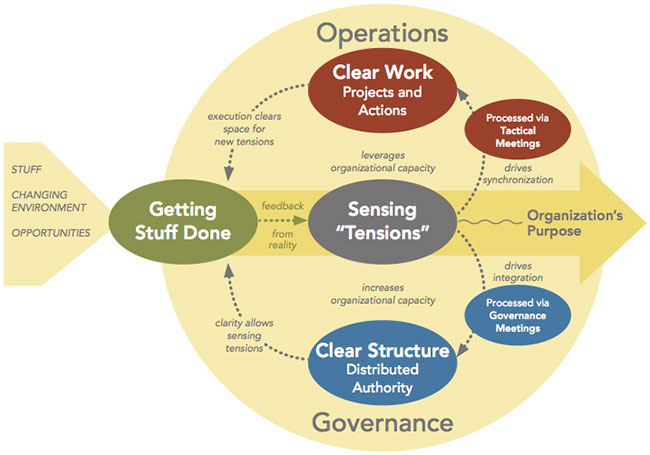 Operations
Clear Work
Projects and
Actions
Processed via
Tactical
Meetings
execution clears
space for
new tensions
leverages
organizational capacity
drives
synchronization
STUFF
CHANGING
ENVIRONMENT
OPPORTUNITIES
Getting
Stuff Done
feedback
from
reality
Sensing
“Tensions”
Organization’s
Purpose
drives
integration
increases
organizational capacity
Processed via
Governance
Meetings
clarity allows
sensing
tensions
Clear Structure
Distributed
Authority
Governance